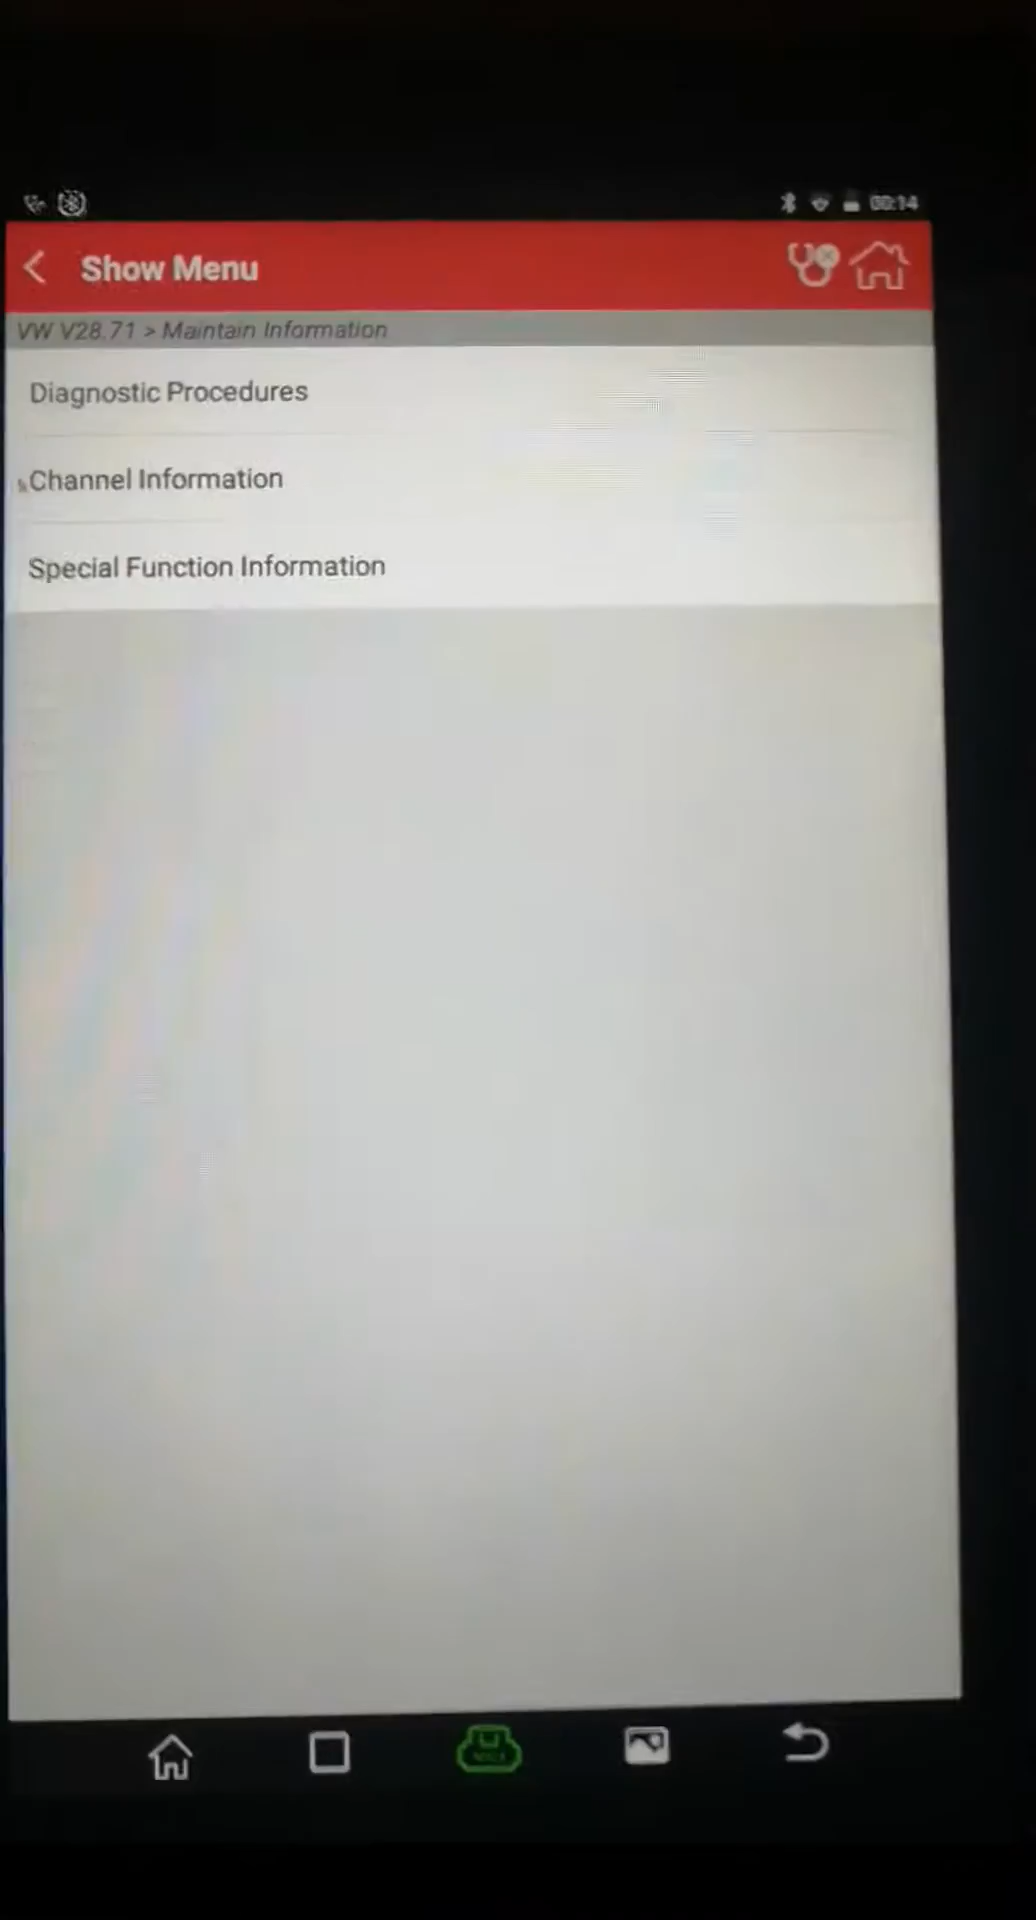 00:14
Show Menu
VW V28.71 > Maintain Information
Diagnostic Procedures
Channel Information
Special Function Information